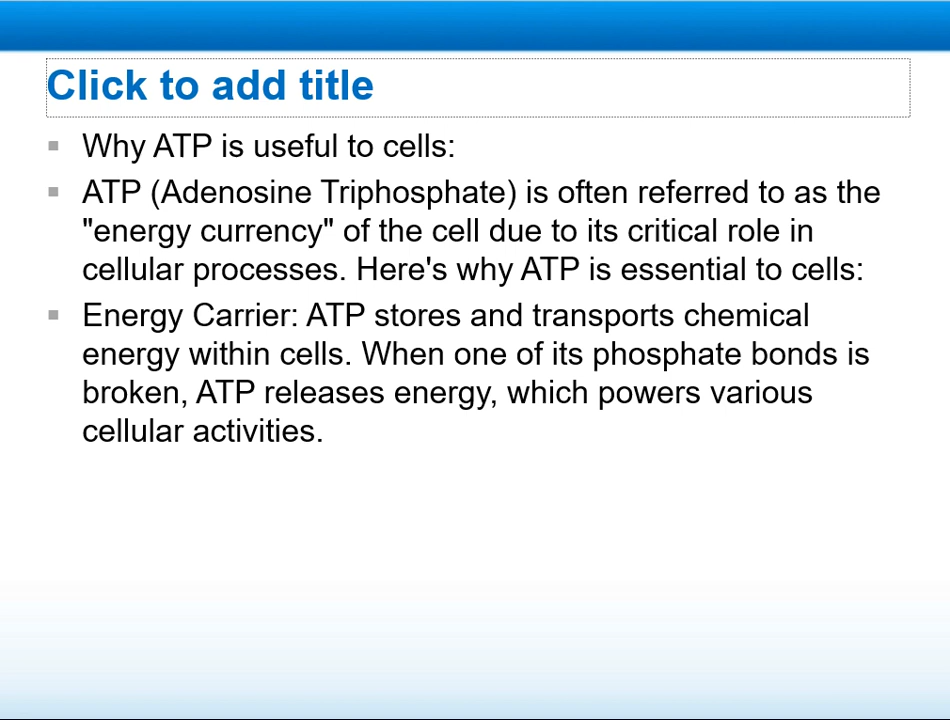 Click to add title
Why ATP is useful to cells:
ATP (Adenosine Triphosphate) is often referred to as the
"energy currency" of the cell due to its critical role in
cellular processes. Here's why ATP is essential to cells:
Energy Carrier: ATP stores and transports chemical
energy within cells. When one of its phosphate bonds is
broken, ATP releases energy, which powers various
cellular activities.